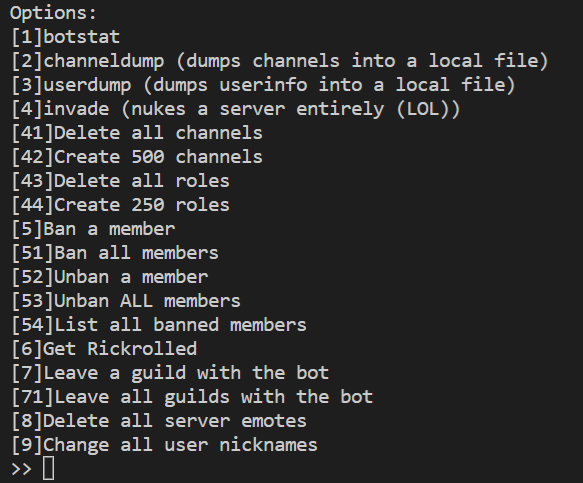 Options:
[1]botstat
[2]channeldump (dumps channels into a local file)
[3]userdump (dumps userinfo into a local file)
[4]invade (nukes a server entirely (LOL))
[41]Delete all channels
[42]Create 500 channels
[43]Delete all roles
[44]Create 250 roles
[5]Ban a member
[51]Ban all members
[52]Unban a member
[53]Unban ALL members
[54]List all banned members
[6]Get Rickrolled
[7]Leave a guild with the bot
[71]Leave all guilds with the bot
[8]Delete all server emotes
[9]Change all user nicknames
>>